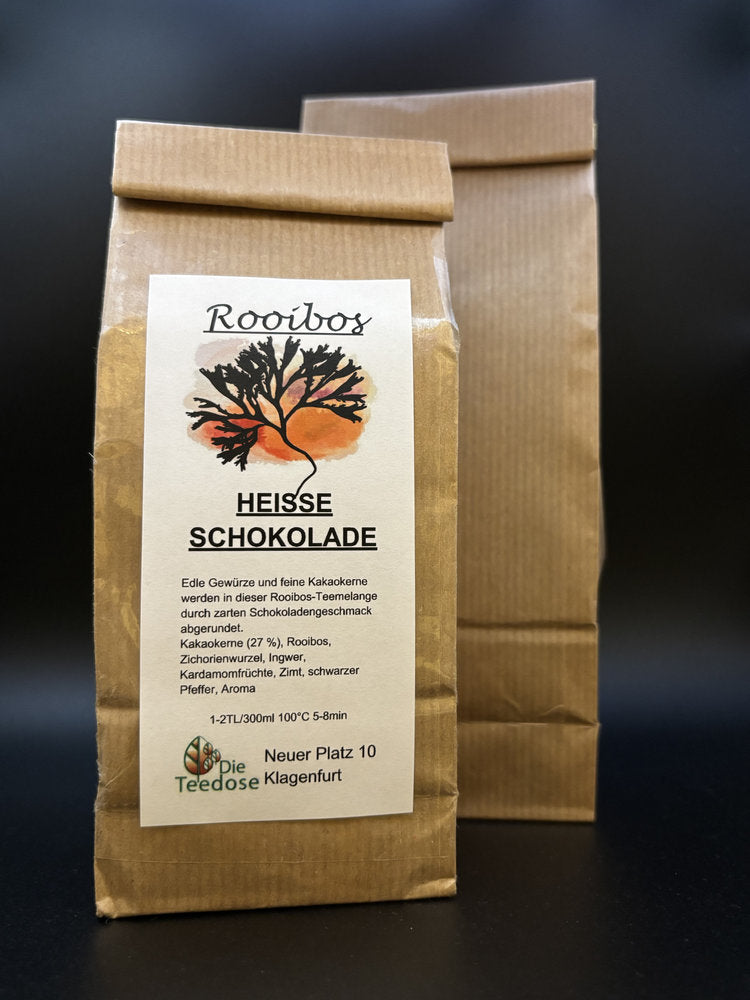 Rooibos
HEISSE
SCHOKOLADE
Edle Gewürze und feine Kakaokerne
werden in dieser Rooibos-Teemelange
durch zarten Schokoladengeschmack
abgerundet.
Kakaokerne (27 %), Rooibos,
Zichorienwurzel, Ingwer,
Kardamomfrüchte, Zimt, schwarzer
Pfeffer, Aroma
1-2TL/300ml 100°C 5-8min
Die
Teedose
Neuer Platz 10
Klagenfurt